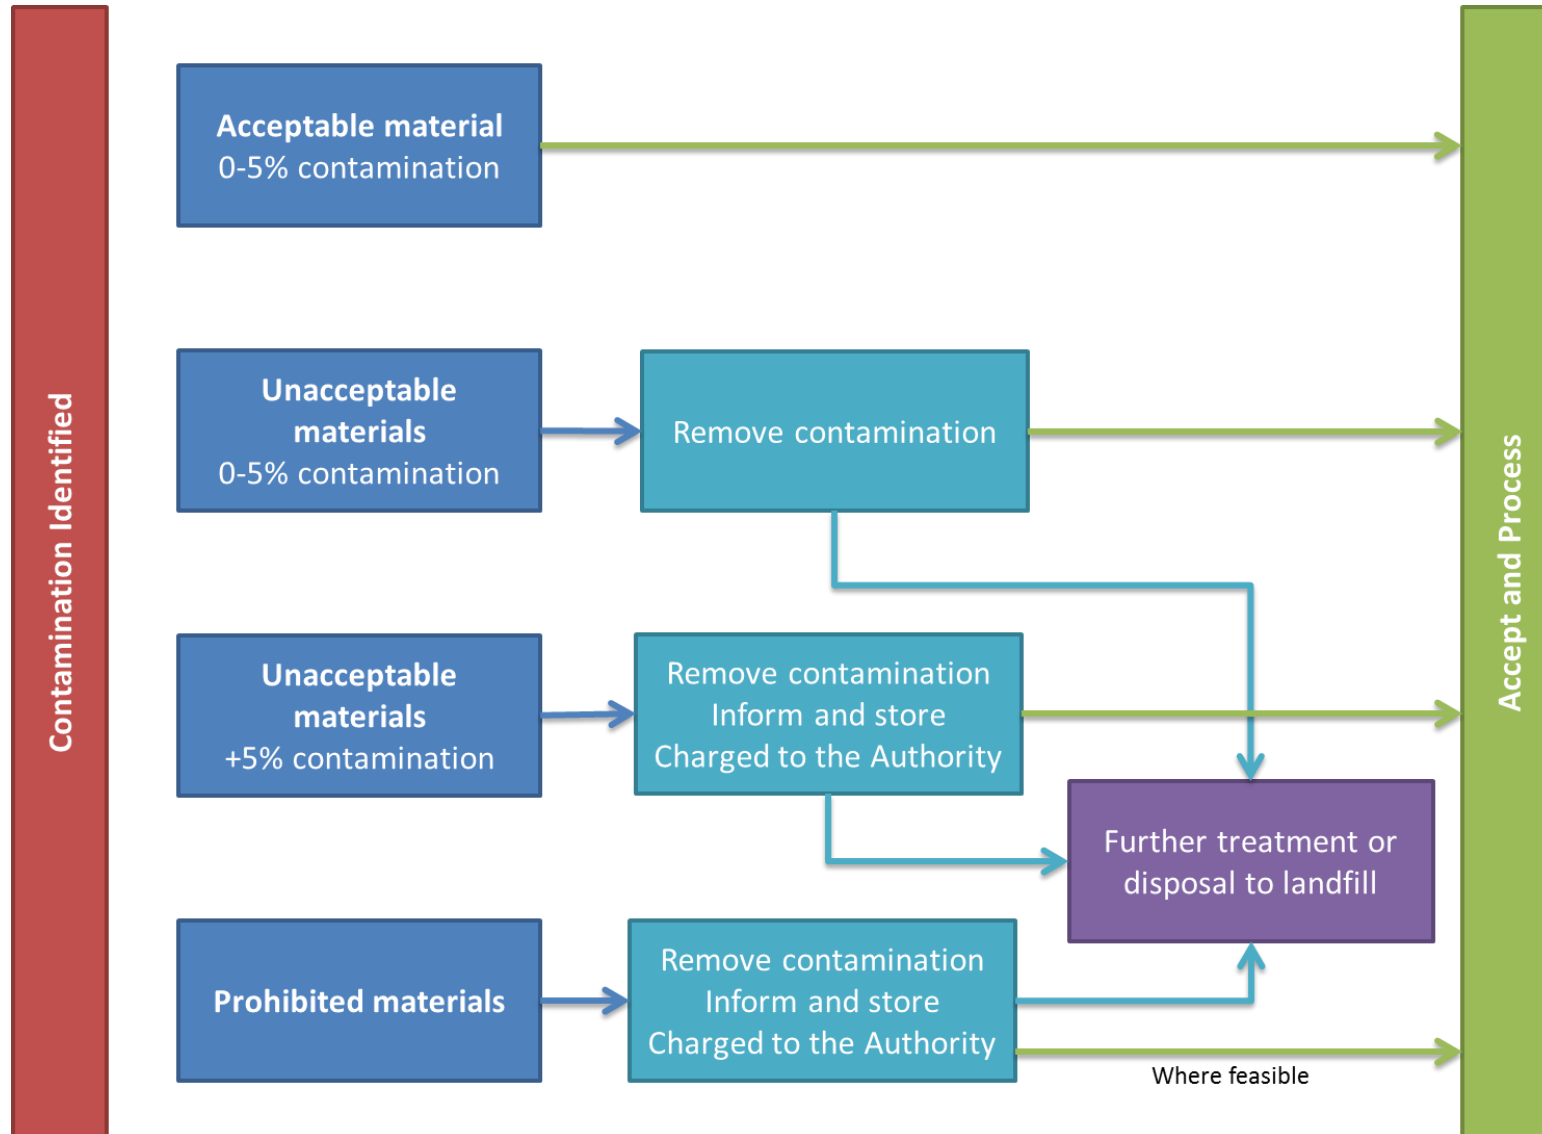 Contamination Identified
Acceptable material
0-5% contamination
Unacceptable
materials
0-5% contamination
Remove contamination
Unacceptable
materials
+5% contamination
Remove contamination
Inform and store
Charged to the Authority
Further treatment or
disposal to landfill
Prohibited materials
Remove contamination
Inform and store
Charged to the Authority
Where feasible
Accept and Process